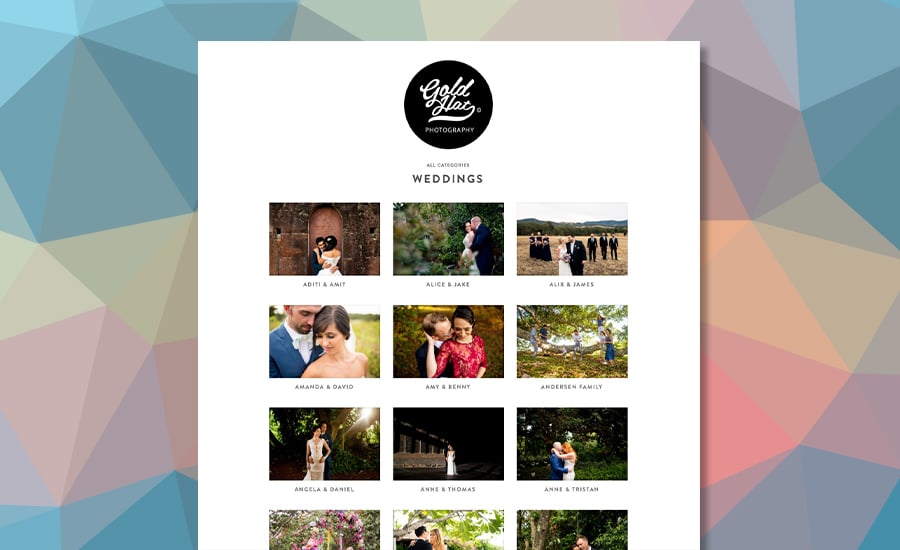 Gold
Hat ©
PHOTOGRAPHY
ALL CATEGORIES
WEDDINGS
ADITI & AMIT
ALICE & JAKE
ALIX & JAMES
AMANDA & DAVID
AMY & BENNY
ANDERSEN FAMILY
ANGELA & DANIEL
ANNE & THOMAS
ANNE & TRISTAN